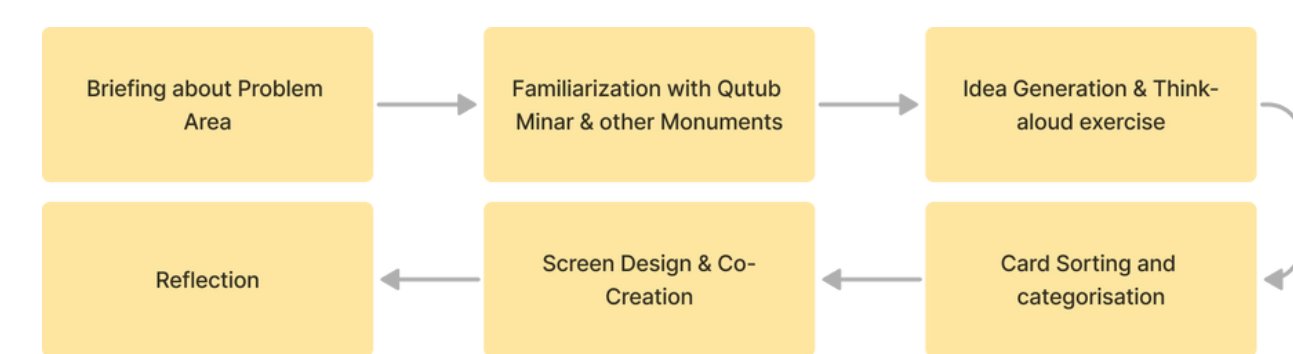 Briefing about Problem
Area
Familiarization with Qutub
Minar & other Monuments
Idea Generation & Think-
aloud exercise
Card Sorting and
categorisation
Screen Design & Co-
Creation
Reflection